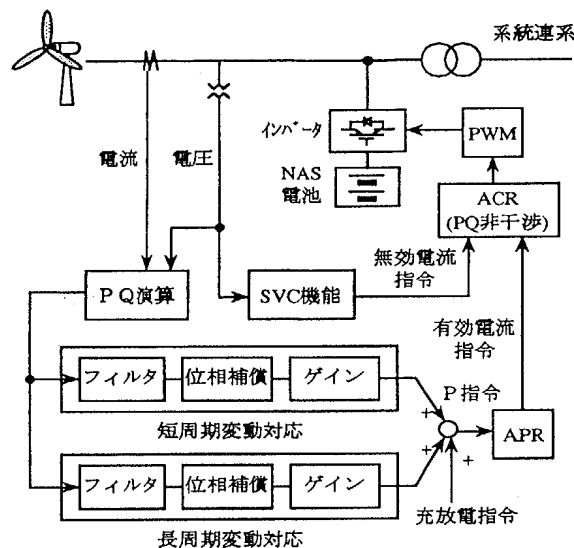 系統連系
インバータ
PWM
NAS
電池
電流
電圧
ACR
(PQ非干渉)
無効電流
指令
PQ演算
SVC機能
有効電流
指令
フィルタ
位相補償
ゲイン
短周期変動対応
P指令
+
+
+
APR
フィルタ
位相補償
ゲイン
充放電指令
長周期変動対応